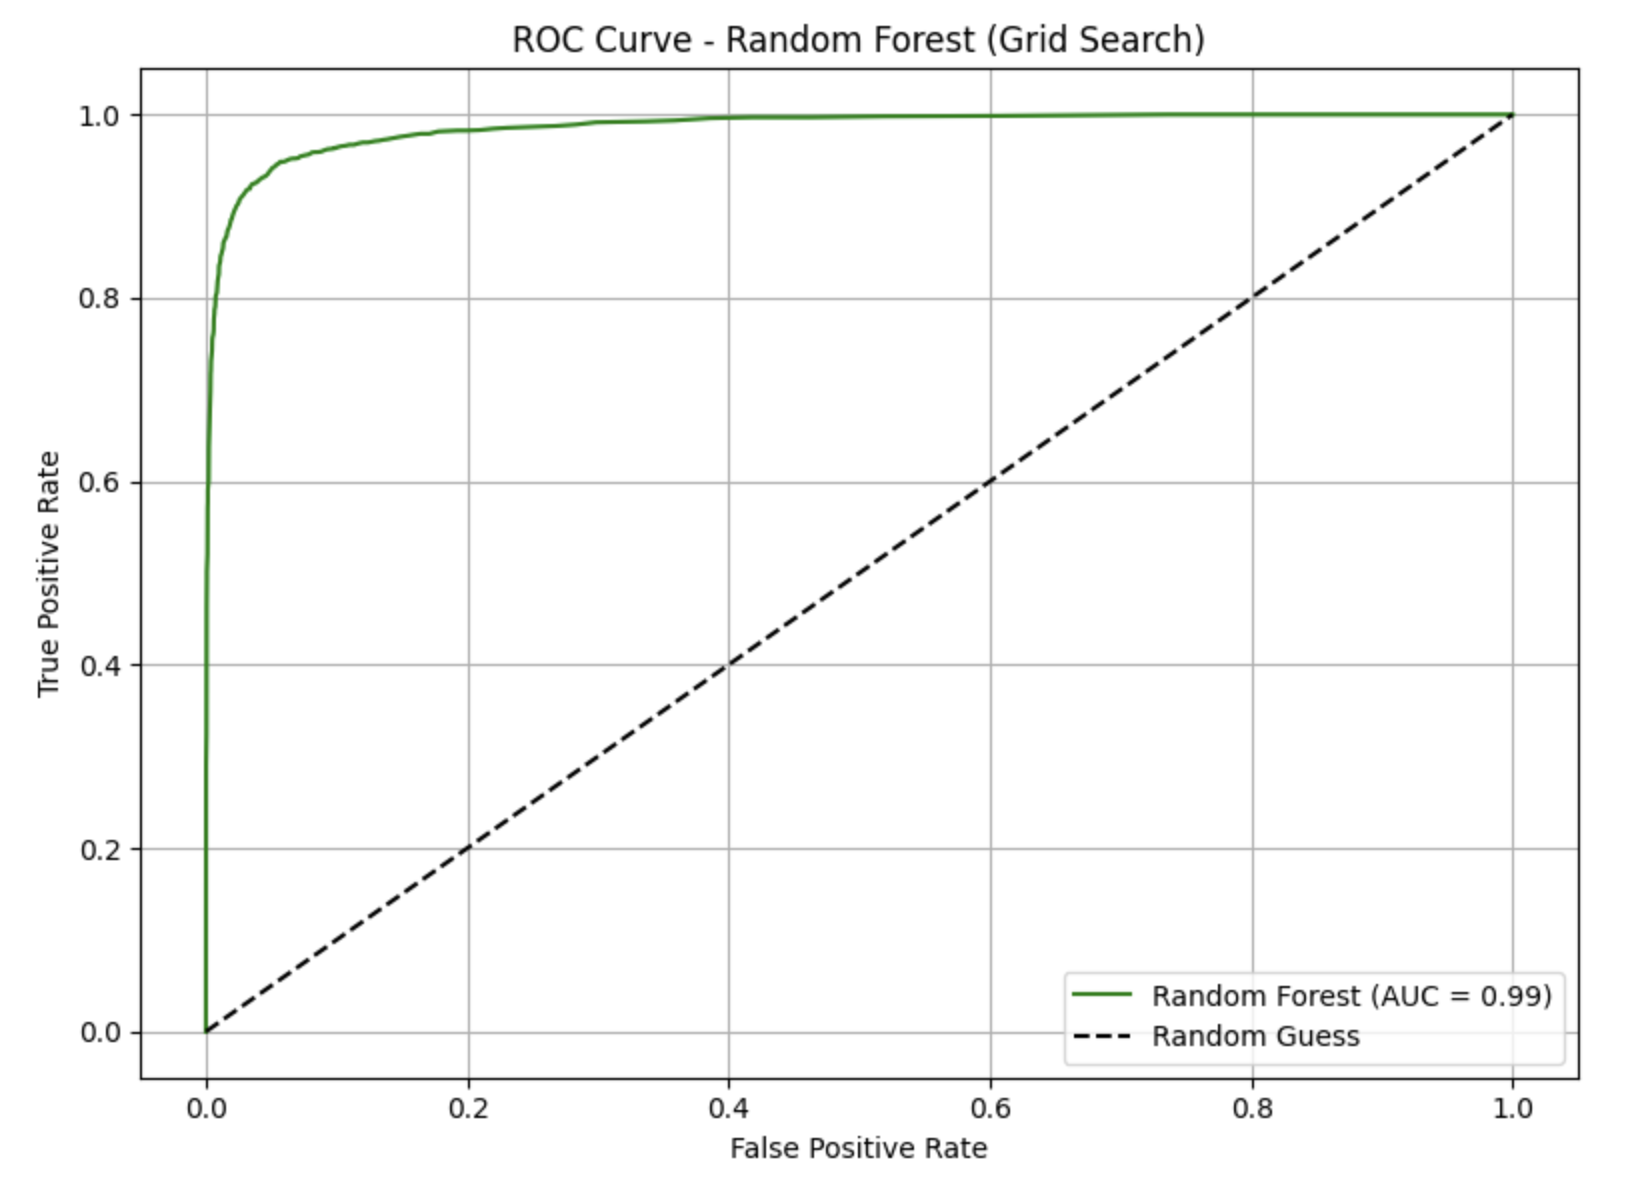 ROC Curve - Random Forest (Grid Search)
1.0
0.8
0.6
0.4
0.2
0.0
True Positive Rate
0.0 0.2 0.4 0.6 0.8 1.0
False Positive Rate
Random Forest (AUC = 0.99)
Random Guess